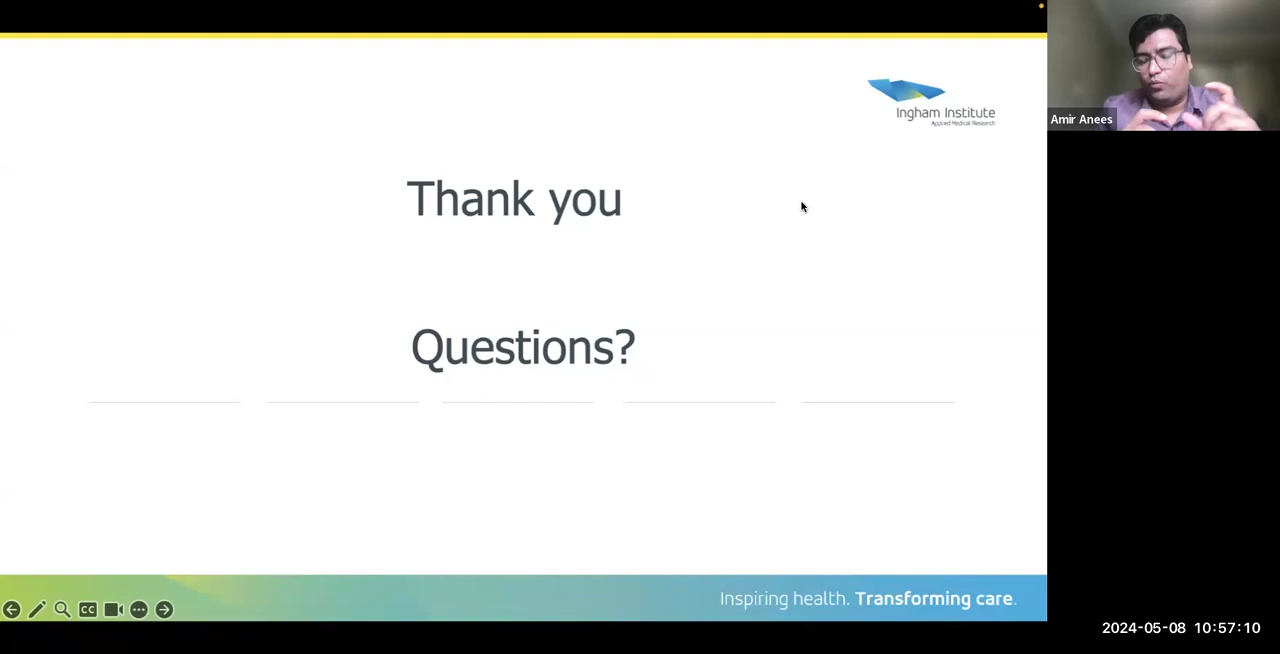 Ingham Institute
Applied Medical Research
Amir Anees
Thank you
Questions?
CC
Inspiring health. Transforming care.
2024-05-08 10:57:10